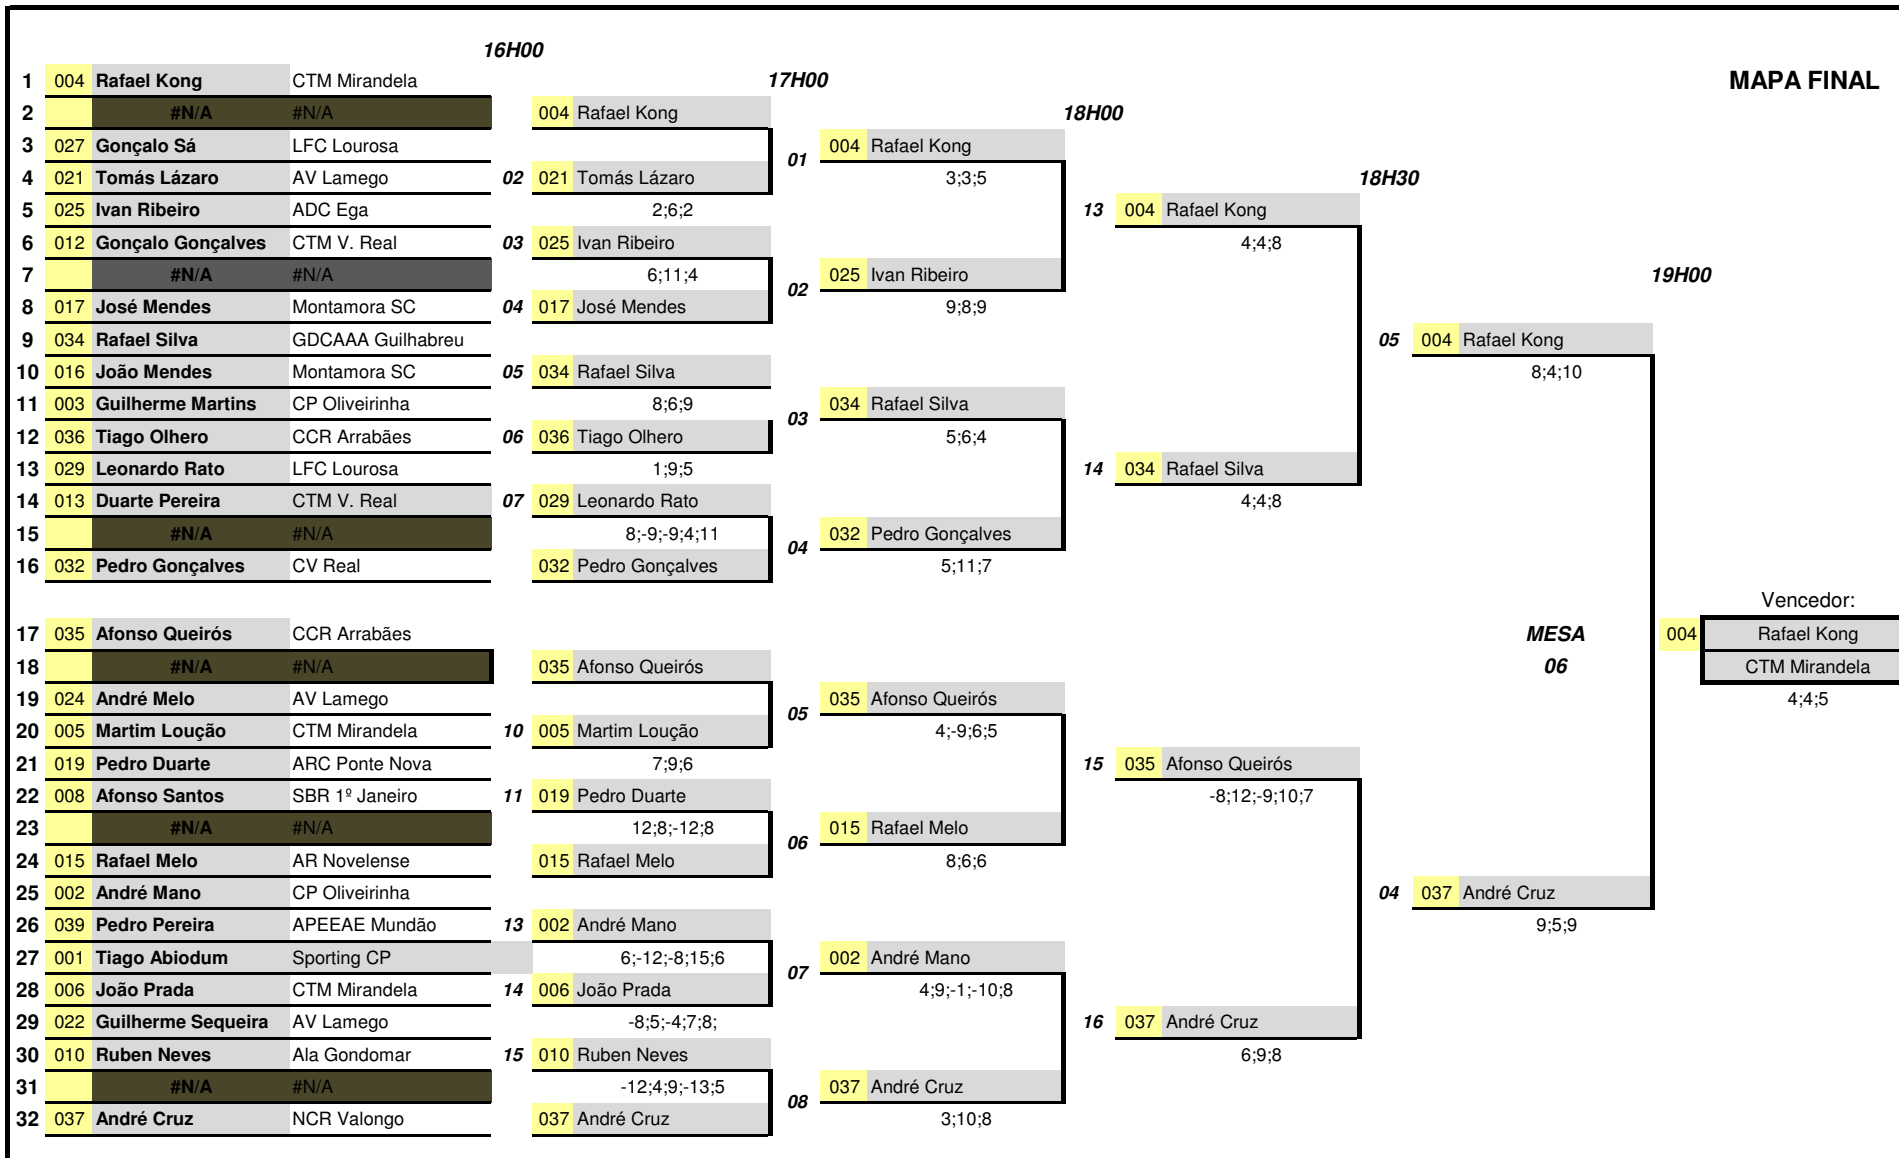 16H00
1 004 Rafael Kong CTM Mirandela 17H00 MAPA FINAL
2 #N/A #N/A 004 Rafael Kong 18H00
3 027 Gonçalo Sá LFC Lourosa 004 Rafael Kong
01
4 021 Tomás Lázaro AV Lamego 02 021 Tomás Lázaro 3;3;5 18H30
5 025 Ivan Ribeiro ADC Ega 2;6;2 13 004 Rafael Kong
6 012 Gonçalo Gonçalves CTM V. Real 03 025 Ivan Ribeiro 4;4;8
7 #N/A #N/A 6;11;4 025 Ivan Ribeiro 19H00
02
8 017 José Mendes Montamora SC 04 017 José Mendes 9;8;9
9 034 Rafael Silva GDCAAA Guilhabreu 05 004 Rafael Kong
10 016 João Mendes Montamora SC 05 034 Rafael Silva 8;4;10
11 003 Guilherme Martins CP Oliveirinha 8;6;9 034 Rafael Silva
03
12 036 Tiago Olhero CCR Arrabães 06 036 Tiago Olhero 5;6;4
13 029 Leonardo Rato LFC Lourosa 1;9;5 14 034 Rafael Silva
14 013 Duarte Pereira CTM V. Real 07 029 Leonardo Rato 4;4;8
15 #N/A #N/A 8;-9;-9;4;11 032 Pedro Gonçalves
04
16 032 Pedro Gonçalves CV Real 032 Pedro Gonçalves 5;11;7
Vencedor:
17 035 Afonso Queirós CCR Arrabães MESA 004 Rafael Kong
18 #N/A #N/A 035 Afonso Queirós 06 CTM Mirandela
19 024 André Melo AV Lamego 035 Afonso Queirós 4;4;5
05
20 005 Martim Loução CTM Mirandela 10 005 Martim Loução 4;-9;6;5
21 019 Pedro Duarte ARC Ponte Nova 7;9;6 15 035 Afonso Queirós
22 008 Afonso Santos SBR 1º Janeiro 11 019 Pedro Duarte -8;12;-9;10;7
23 #N/A #N/A 12;8;-12;8 015 Rafael Melo
06
24 015 Rafael Melo AR Novelense 015 Rafael Melo 8;6;6
25 002 André Mano CP Oliveirinha 04 037 André Cruz
26 039 Pedro Pereira APEEAE Mundão 13 002 André Mano 9;5;9
27 001 Tiago Abiodum Sporting CP 6;-12;-8;15;6 002 André Mano
07
28 006 João Prada CTM Mirandela 14 006 João Prada 4;9;-1;-10;8
29 022 Guilherme Sequeira AV Lamego -8;5;-4;7;8; 16 037 André Cruz
30 010 Ruben Neves Ala Gondomar 15 010 Ruben Neves 6;9;8
31 #N/A #N/A -12;4;9;-13;5 037 André Cruz
08
32 037 André Cruz NCR Valongo 037 André Cruz 3;10;8